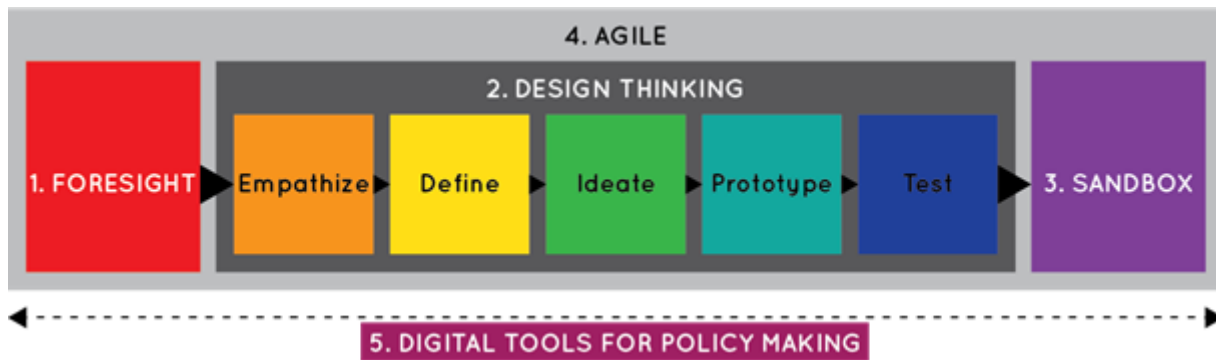 4. AGILE
2. DESIGN THINKING
1. FORESIGHT
Empathize
Define
Ideate
Prototype
Test
3. SANDBOX
5. DIGITAL TOOLS FOR POLICY MAKING